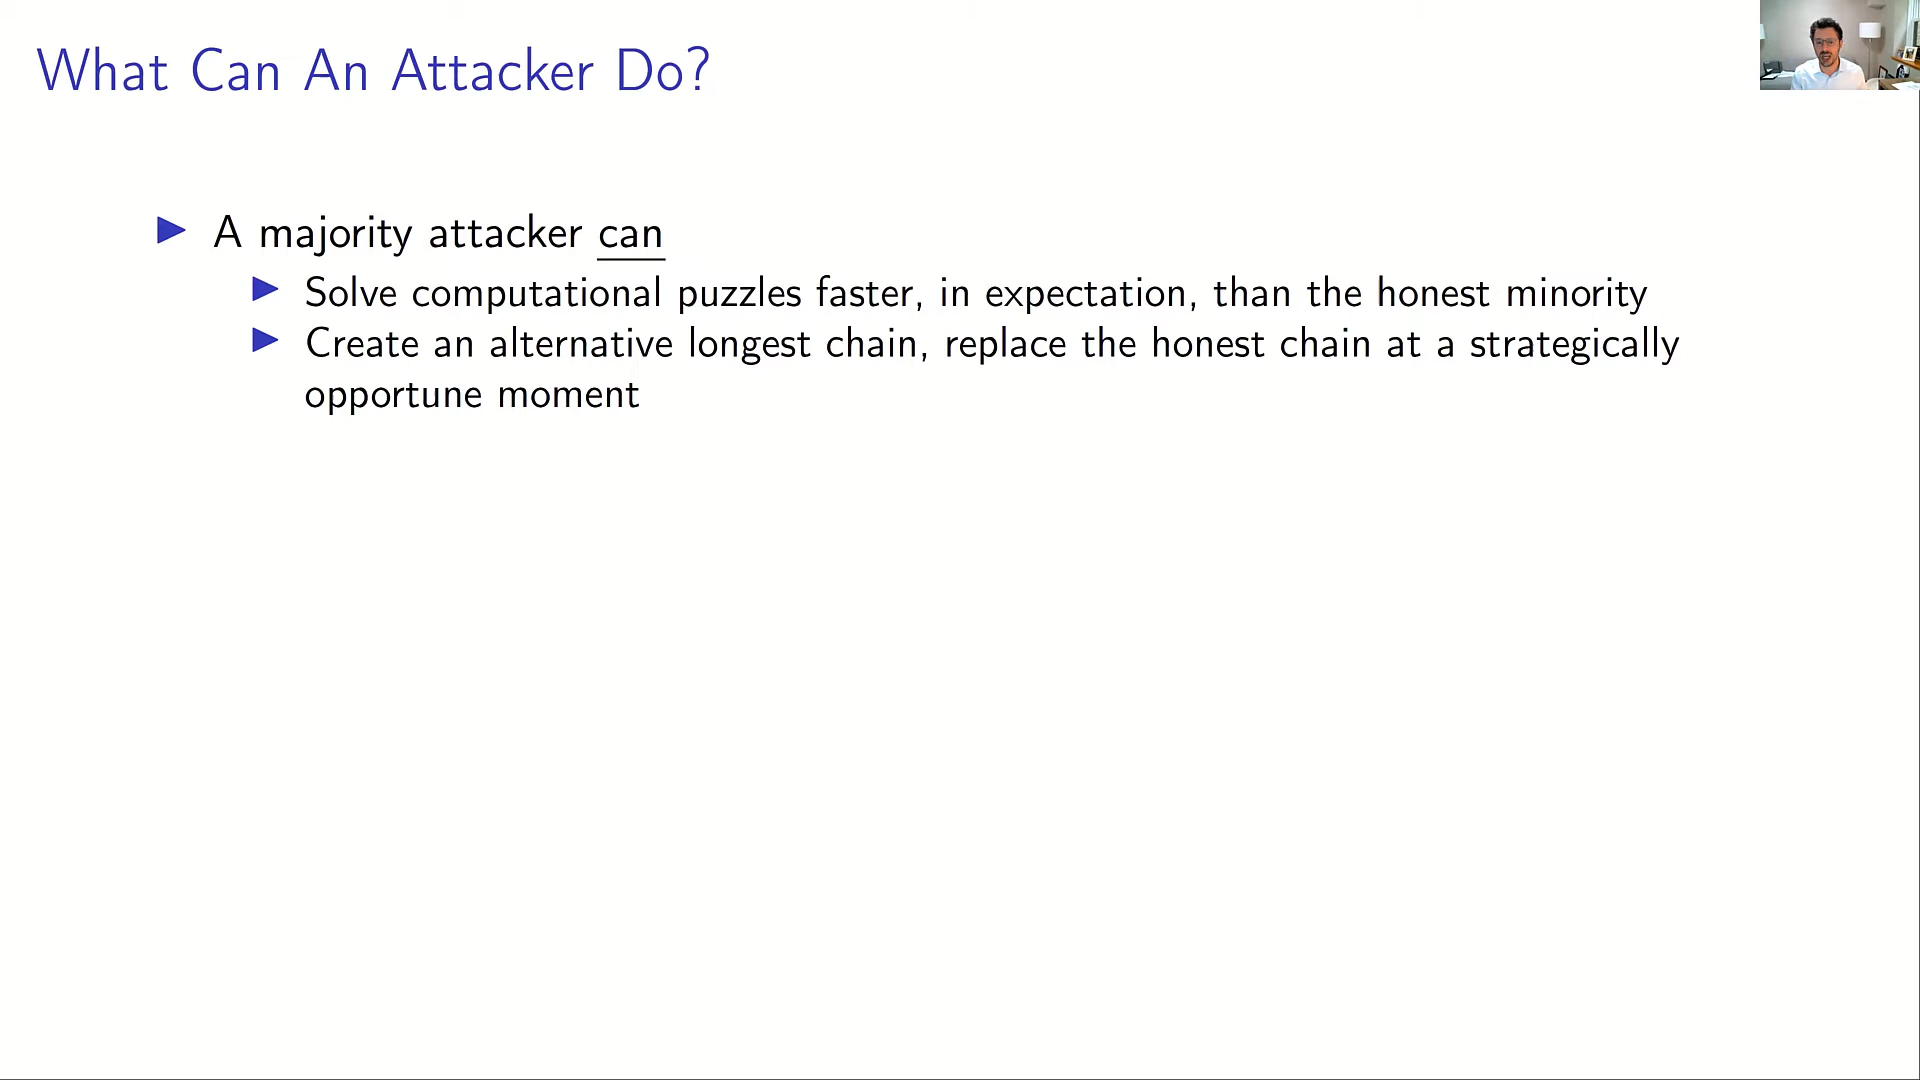 What Can An Attacker Do?
A majority attacker can
Solve computational puzzles faster, in expectation, than the honest minority
Create an alternative longest chain, replace the honest chain at a strategically
opportune moment